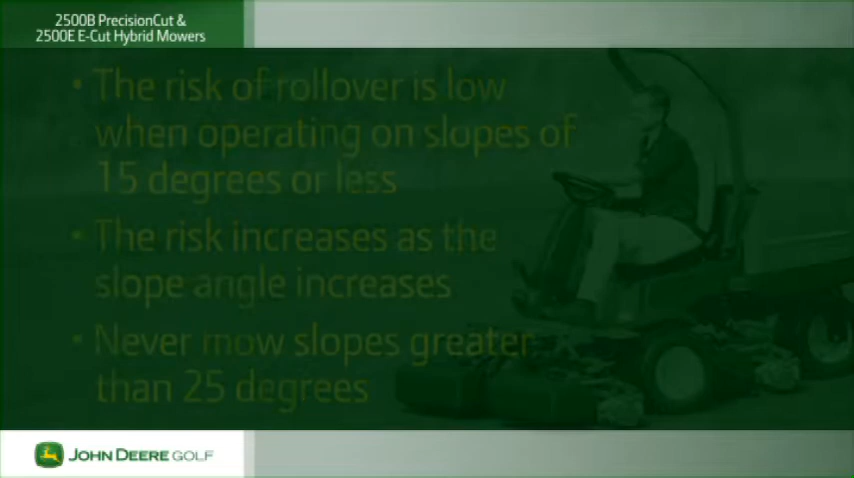 2500B PrecisionCut &
2500E E-Cut Hybrid Mowers
• The risk of rollover is low
when operating on slopes of
15 degrees or less
• The risk increases as the
slope angle increases
• Never mow slopes greater
than 25 degrees
JOHN DEERE GOLF